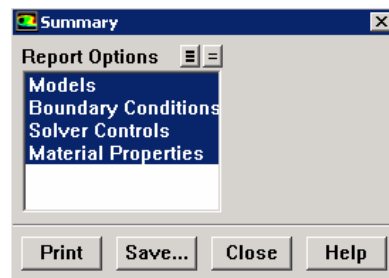 Summary
Report Options
Models
Boundary Conditions
Solver Controls
Material Properties
Print Save... Close Help